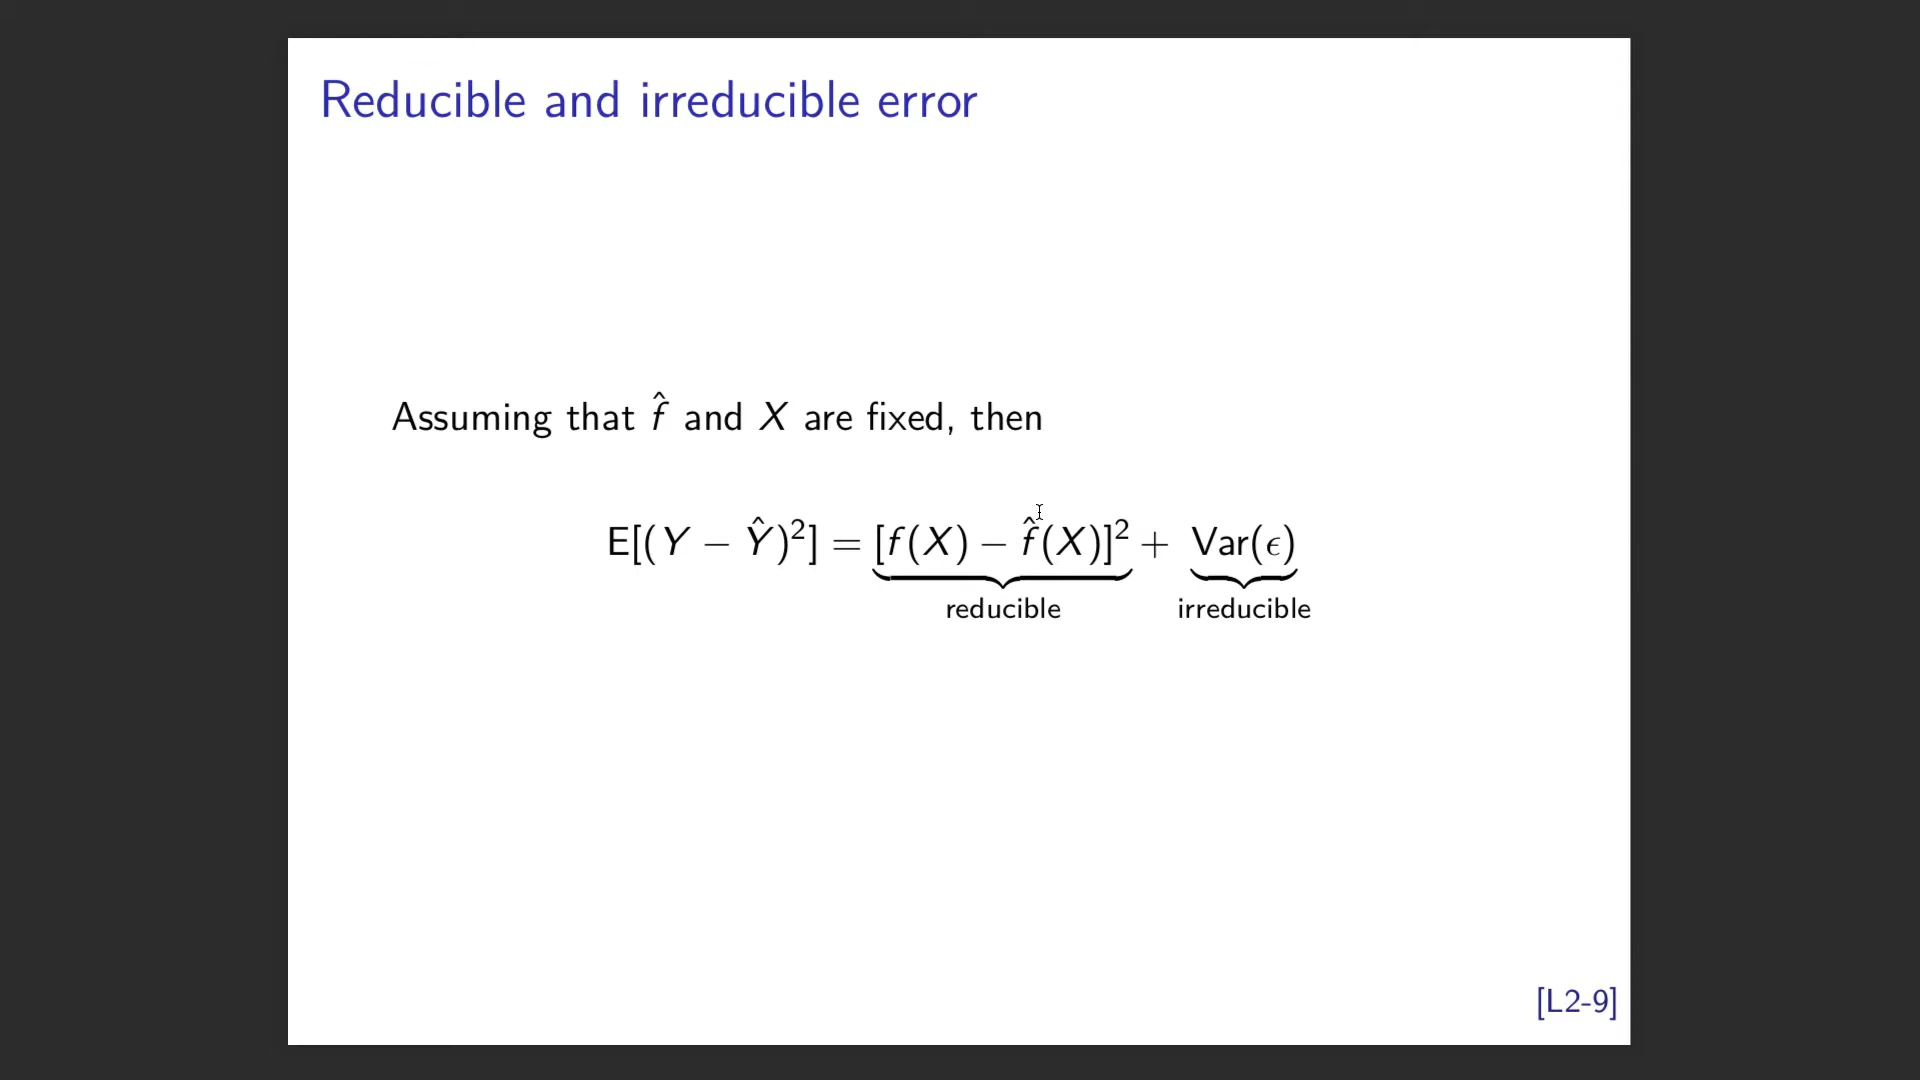 Reducible and irreducible error
Assuming that f̂ and X are fixed, then
E[(Y − Ŷ)²] = [f(X) − f̂(X)]² + Var(ϵ)
reducible irreducible
[L2-9]